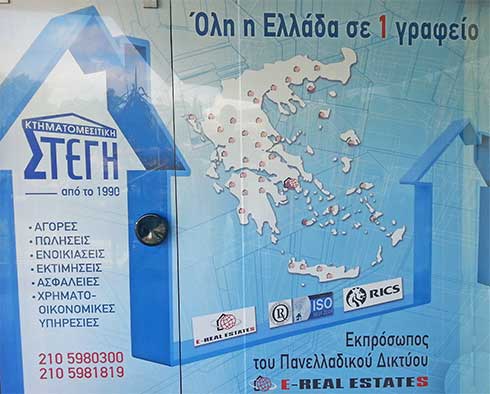 Όλη η Ελλάδα σε 1 γραφείο
ΚΤΗΜΑΤΟΜΕΣΙΤΙΚΗ
ΣΤΕΓΗ
από το 1990
• ΑΓΟΡΕΣ
• ΠΩΛΗΣΕΙΣ
• ΕΝΟΙΚΙΑΣΕΙΣ
• ΕΚΤΙΜΗΣΕΙΣ
• ΑΣΦΑΛΕΙΕΣ
• ΧΡΗΜΑΤΟ-
ΟΙΚΟΝΟΜΙΚΕΣ
ΥΠΗΡΕΣΙΕΣ
210 5980300
210 5981819
E-REAL ESTATES
R
ISO
RICS
Εκπρόσωπος
του Πανελλαδικού Δικτύου
E-REAL ESTATES